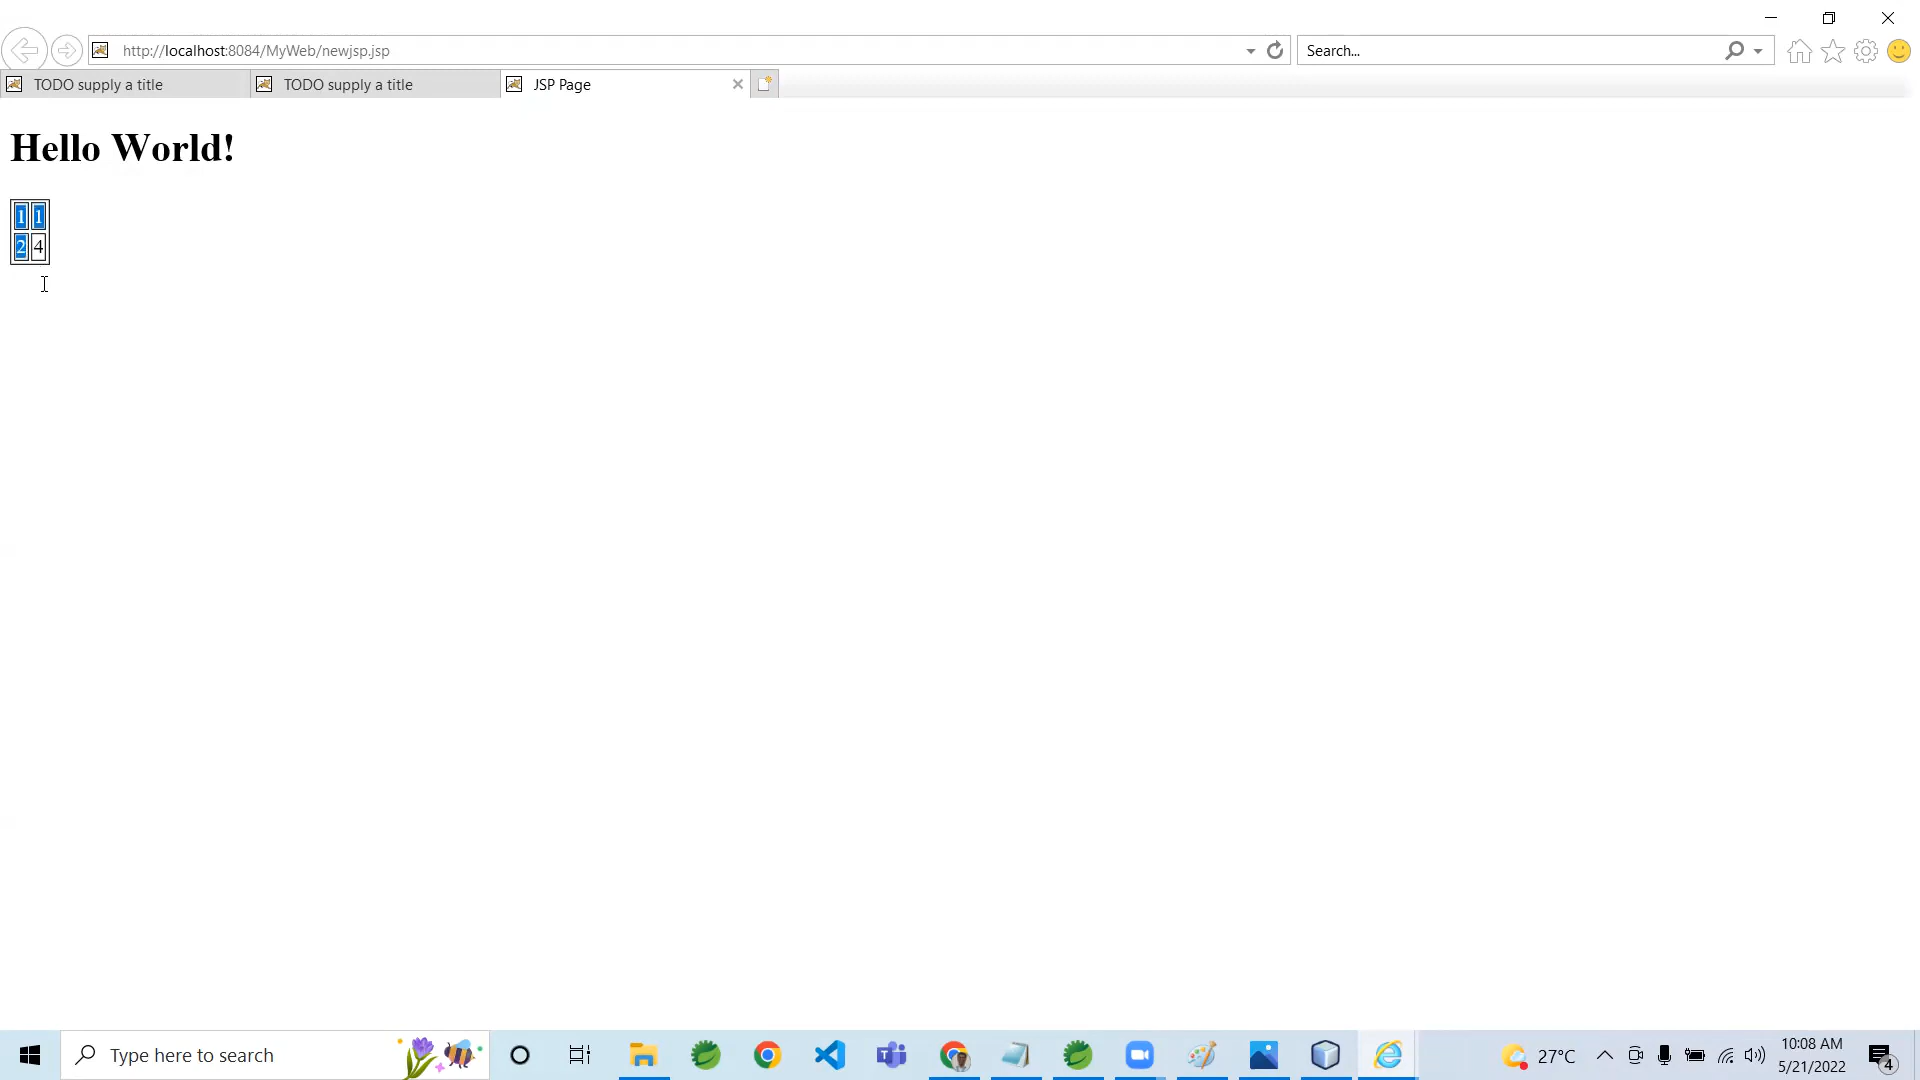 http://localhost:8084/MyWeb/newjsp.jsp
Search...
TODO supply a title
TODO supply a title
JSP Page
Hello World!
1 1
2 4
Type here to search
27°C
10:08 AM
5/21/2022
4